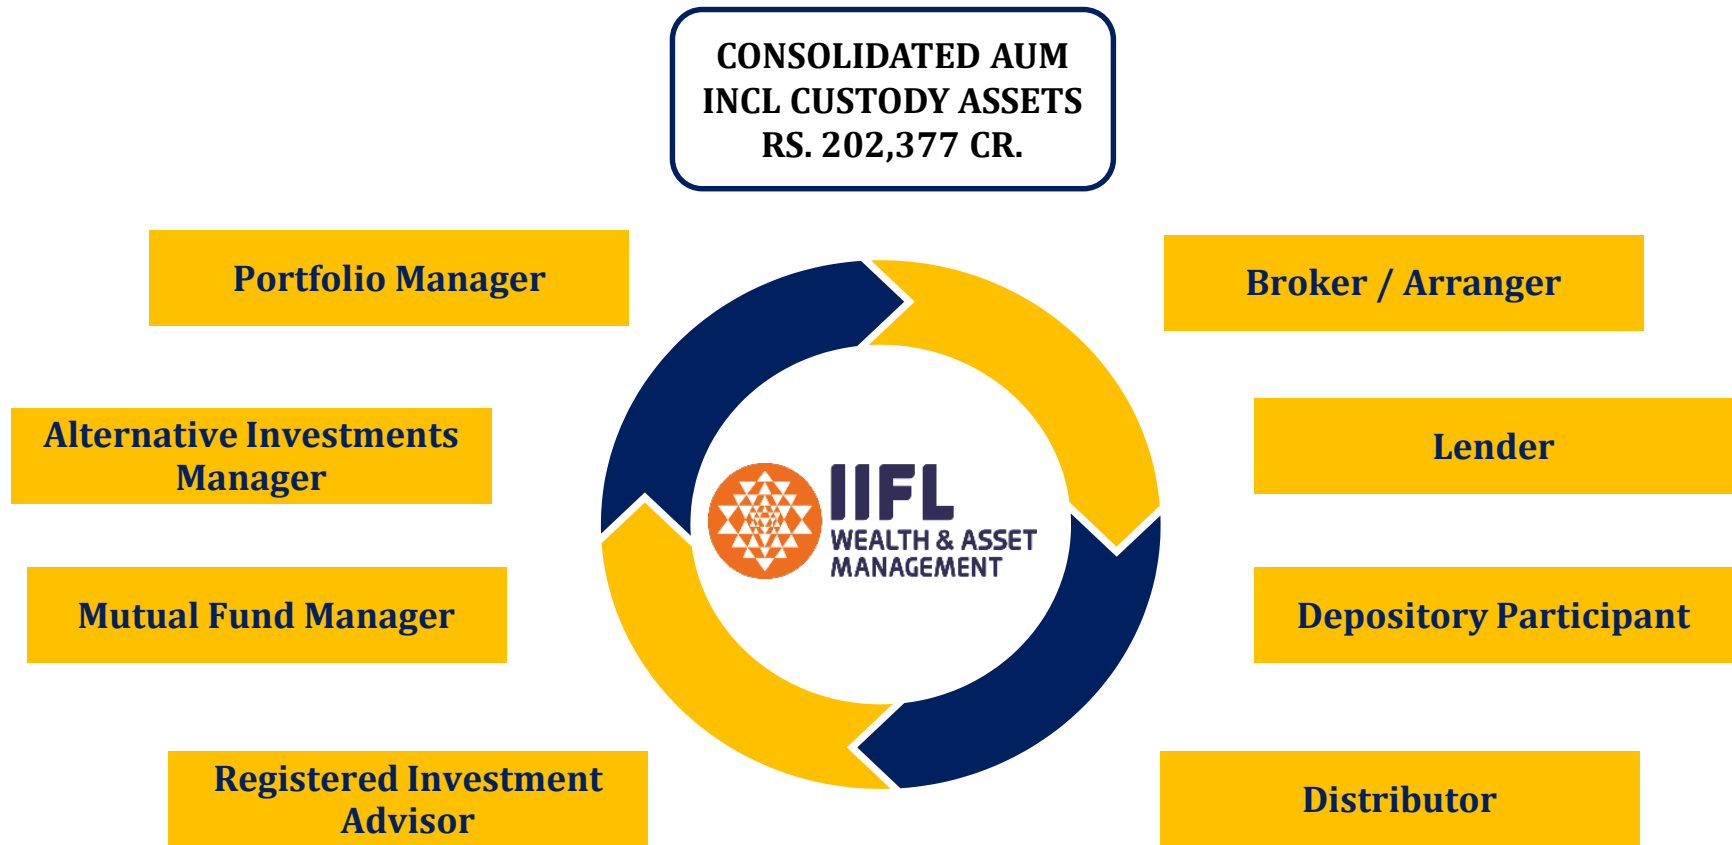 CONSOLIDATED AUM
INCL CUSTODY ASSETS
RS. 202,377 CR.
Portfolio Manager
Broker / Arranger
Alternative Investments
Manager
Lender
IIFL
WEALTH & ASSET
MANAGEMENT
Mutual Fund Manager
Depository Participant
Registered Investment
Advisor
Distributor